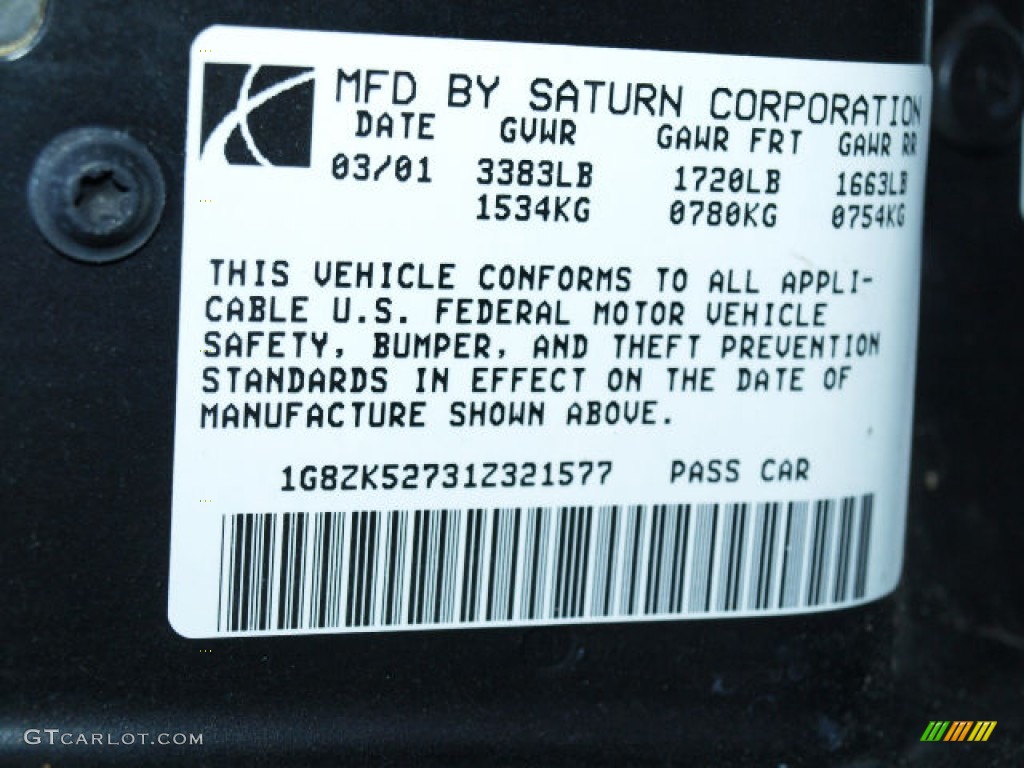 MFD BY SATURN CORPORATION
DATE GVWR GAWR FRT GAWR RR
03/01 3383LB 1720LB 1663LB
1534KG 0780KG 0754KG
THIS VEHICLE CONFORMS TO ALL APPLI-
CABLE U.S. FEDERAL MOTOR VEHICLE
SAFETY, BUMPER, AND THEFT PREVENTION
STANDARDS IN EFFECT ON THE DATE OF
MANUFACTURE SHOWN ABOVE.
1G8ZK52731Z321577 PASS CAR
GTCARLOT.COM